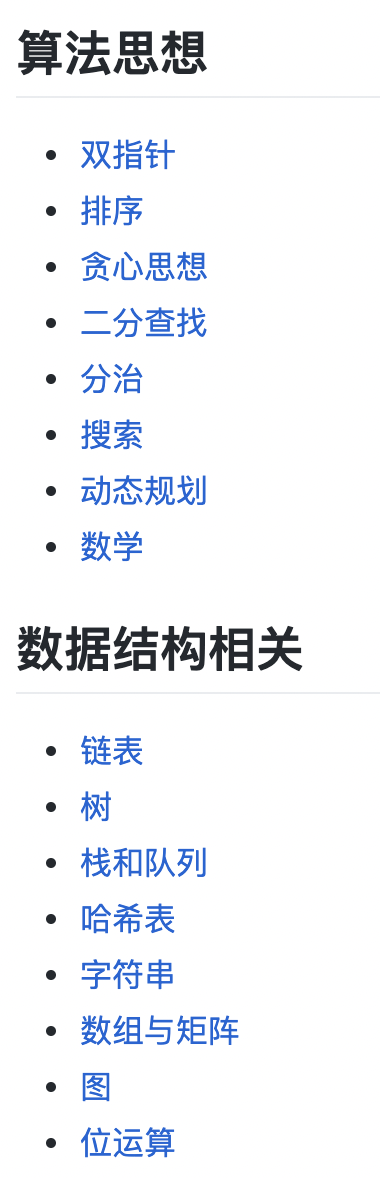 算法思想
双指针
排序
贪心思想
二分查找
分治
搜索
动态规划
数学
数据结构相关
链表
树
栈和队列
哈希表
字符串
数组与矩阵
图
位运算